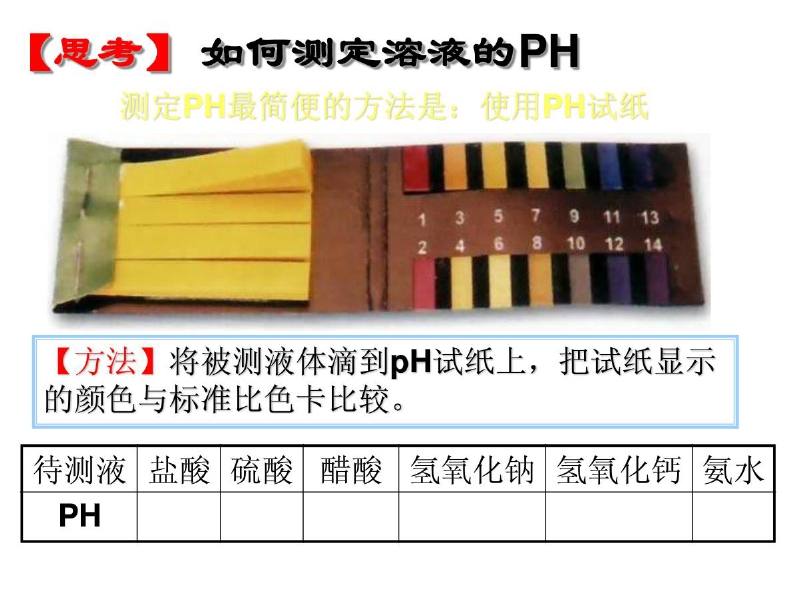 【思考】 如何测定溶液的PH
测定PH最简便的方法是：使用PH试纸
1 3 5 7 9 11 13
2 4 6 8 10 12 14
【方法】将被测液体滴到pH试纸上，把试纸显示
的颜色与标准比色卡比较。
待测液 盐酸 硫酸 醋酸 氢氧化钠 氢氧化钙 氨水
PH